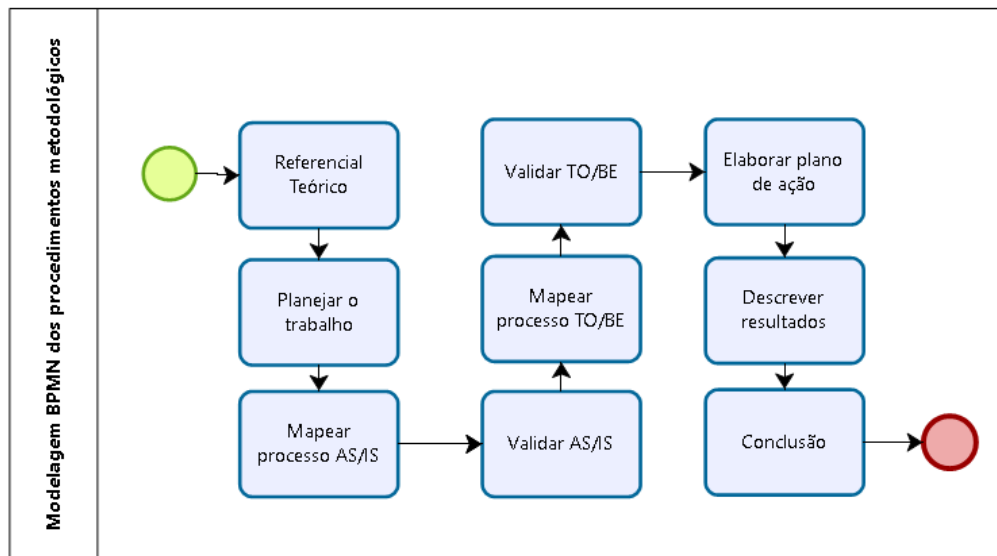 Modelagem BPMN dos procedimentos metodológicos
Referencial
Teórico
Planejar o
trabalho
Mapear
processo AS/IS
Validar AS/IS
Mapear
processo TO/BE
Validar TO/BE
Elaborar plano
de ação
Descrever
resultados
Conclusão